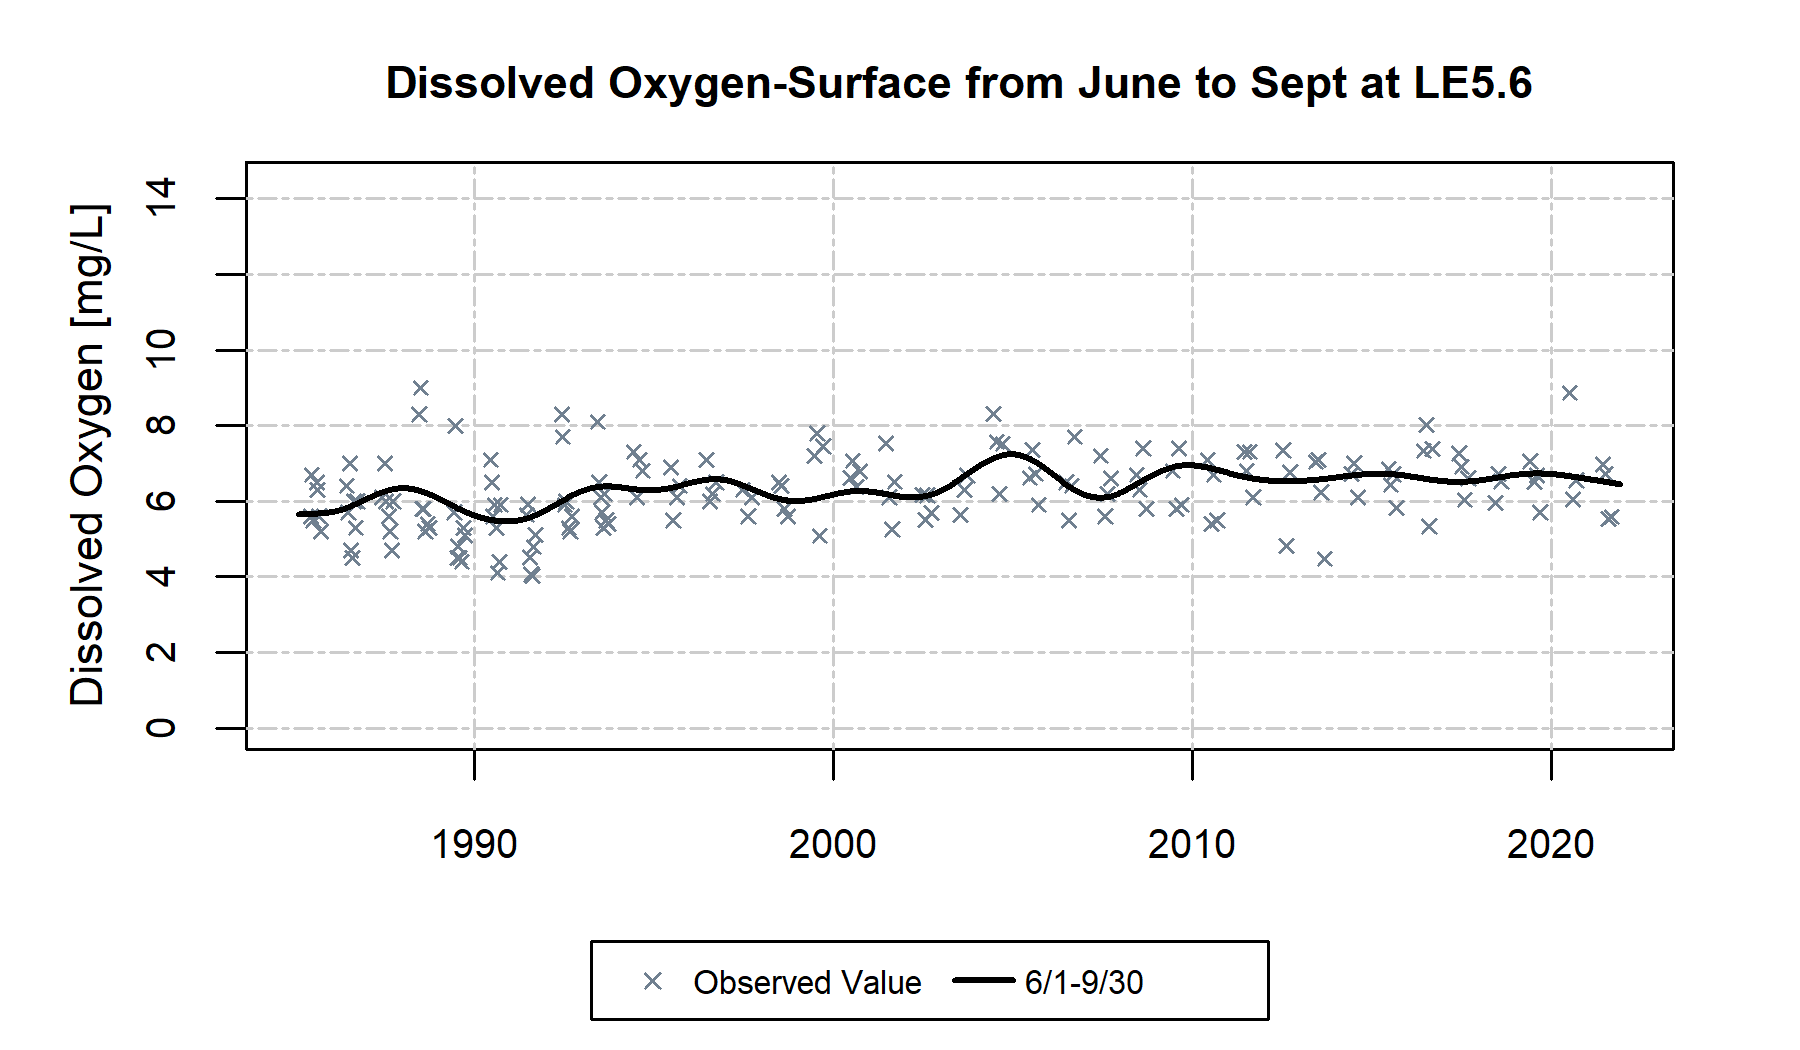 Dissolved Oxygen-Surface from June to Sept at LE5.6
Dissolved Oxygen [mg/L]
14
10
8
6
4
2
0
1990 2000 2010 2020
Observed Value 6/1-9/30